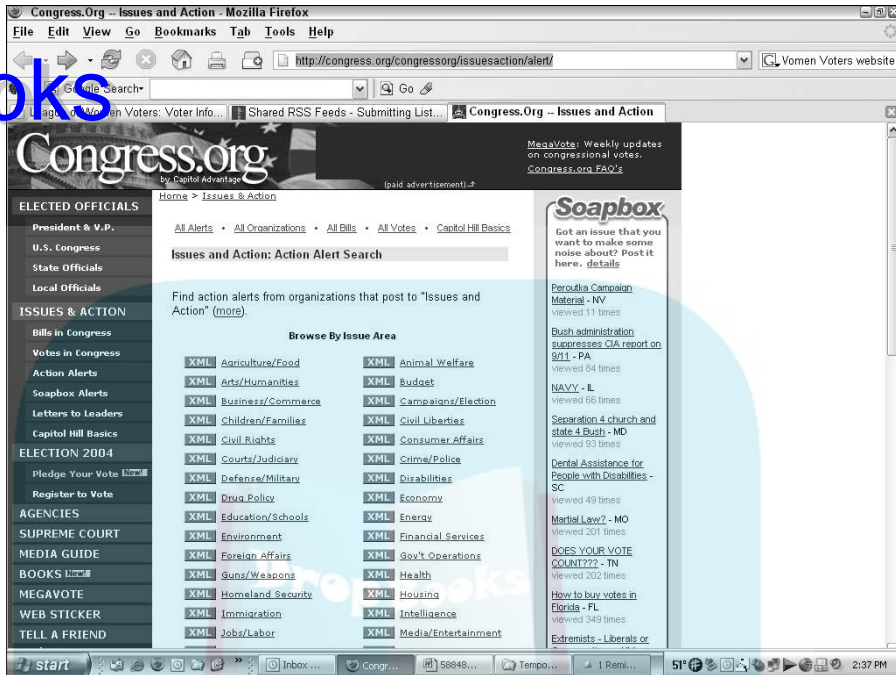 Congress.Org -- Issues and Action - Mozilla Firefox
File Edit View Go Bookmarks Tab Tools Help
http://congress.org/congressorg/issuesaction/alert/
Vomen Voters website
oks
Search
Go
Women Voters: Voter Info...
Shared RSS Feeds - Submitting List...
Congress.Org -- Issues and Action
Congress.org
by Capitol Advantage
(paid advertisement)
MegaVote: Weekly updates
on congressional votes.
Congress.org FAQ's
ELECTED OFFICIALS
President & V.P.
U.S. Congress
State Officials
Local Officials
ISSUES & ACTION
Bills in Congress
Votes in Congress
Action Alerts
Soapbox Alerts
Letters to Leaders
Capitol Hill Basics
ELECTION 2004
Pledge Your Vote New!
Register to Vote
AGENCIES
SUPREME COURT
MEDIA GUIDE
BOOKS New!
MEGAVOTE
WEB STICKER
TELL A FRIEND
Home > Issues & Action
All Alerts • All Organizations • All Bills • All Votes • Capitol Hill Basics
Issues and Action: Action Alert Search
Find action alerts from organizations that post to "Issues and
Action" (more).
Browse By Issue Area
XML Agriculture/Food XML Animal Welfare
XML Arts/Humanities XML Budget
XML Business/Commerce XML Campaigns/Election
XML Children/Families XML Civil Liberties
XML Civil Rights XML Consumer Affairs
XML Courts/Judiciary XML Crime/Police
XML Defense/Military XML Disabilities
XML Drug Policy XML Economy
XML Education/Schools XML Energy
XML Environment XML Financial Services
XML Foreign Affairs XML Gov't Operations
XML Guns/Weapons XML Health
XML Homeland Security XML Housing
XML Immigration XML Intelligence
XML Jobs/Labor XML Media/Entertainment
DropBooks
Soapbox
Got an issue that you
want to make some
noise about? Post it
here. details
Peroutka Campaign
Material - NV
viewed 11 times
Bush administration
suppresses CIA report on
9/11 - PA
viewed 84 times
NAVY - IL
viewed 66 times
Separation 4 church and
state 4 Bush - MD
viewed 93 times
Dental Assistance for
People with Disabilities -
SC
viewed 49 times
Martial Law? - MO
viewed 201 times
DOES YOUR VOTE
COUNT??? - TN
viewed 202 times
How to buy votes in
Florida - FL
viewed 349 times
Extremists - Liberals or
start
Inbox ...
Congr...
58848...
Tempo...
1 Remi...
51°
2:37 PM